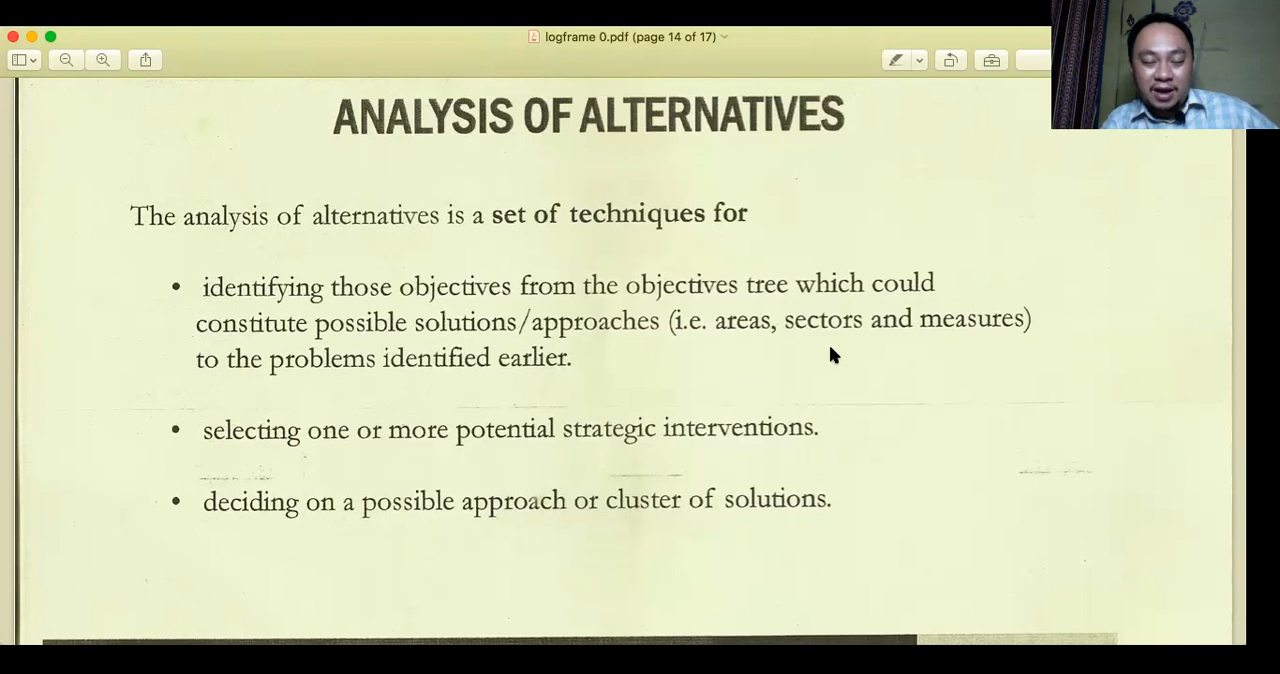 logframe 0.pdf (page 14 of 17)
ANALYSIS OF ALTERNATIVES
The analysis of alternatives is a set of techniques for
• identifying those objectives from the objectives tree which could
constitute possible solutions/approaches (i.e. areas, sectors and measures)
to the problems identified earlier.
• selecting one or more potential strategic interventions.
• deciding on a possible approach or cluster of solutions.